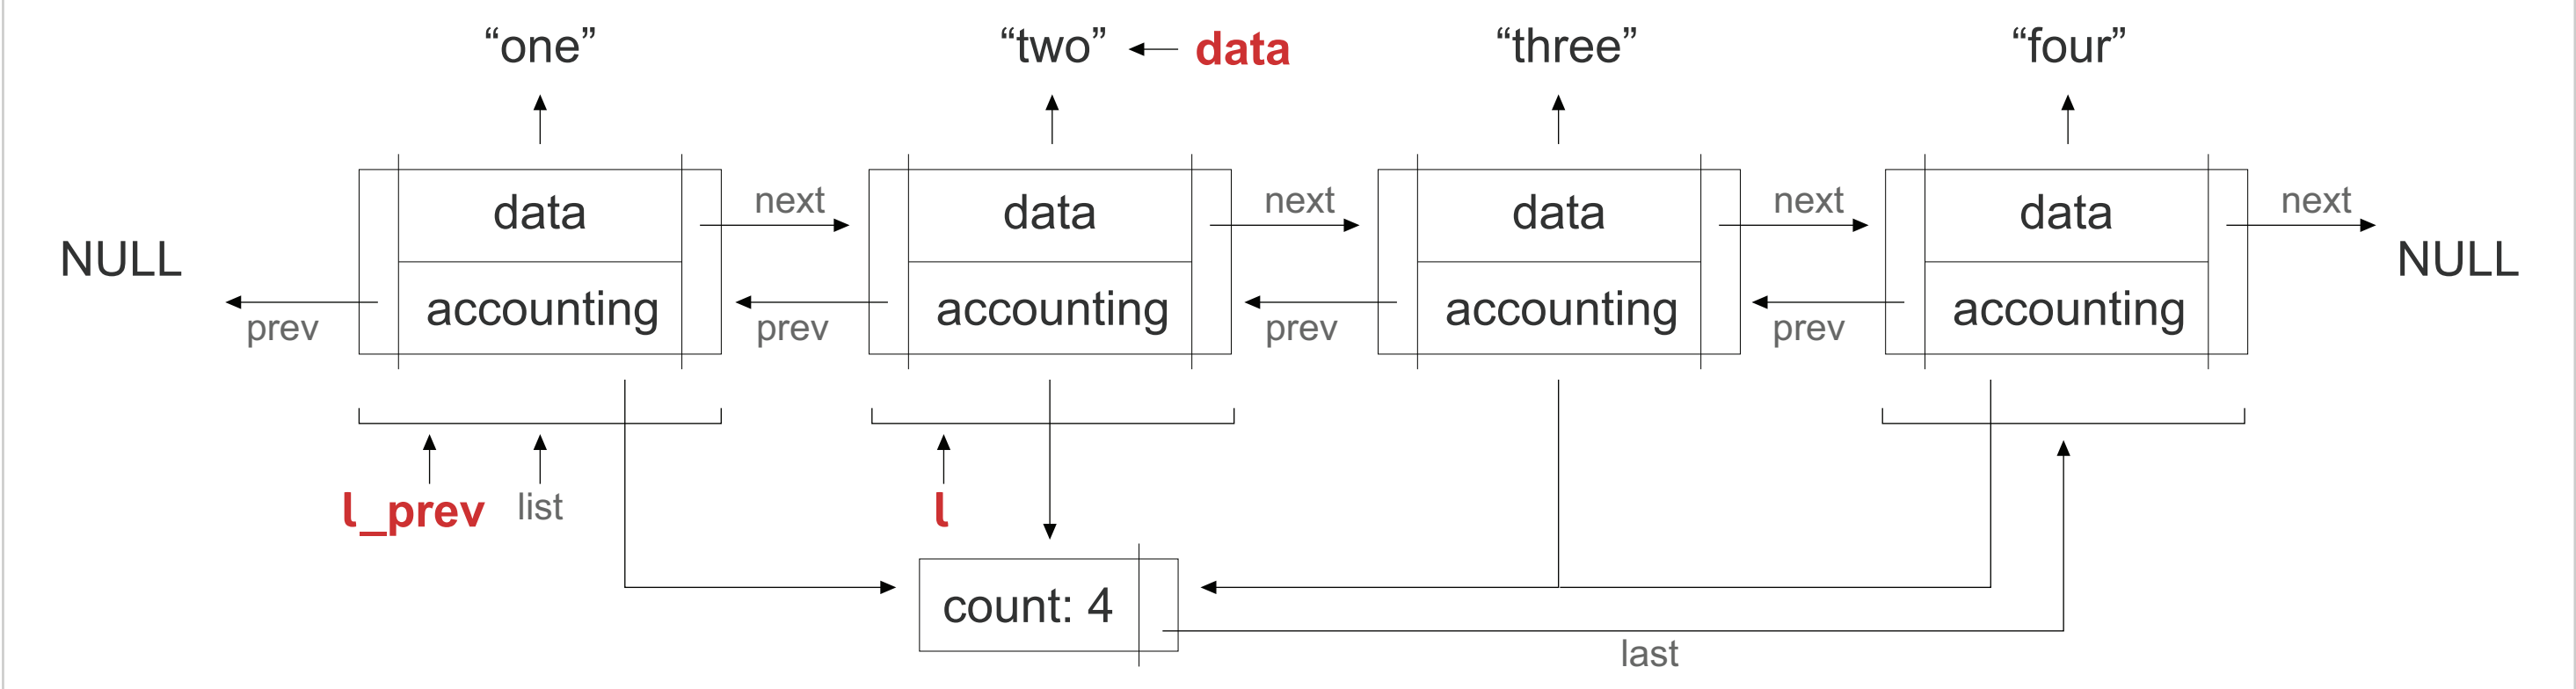 “one”
“two”
data
“three”
“four”
data
next
data
next
data
next
data
next
NULL
NULL
accounting
accounting
accounting
accounting
prev
prev
prev
prev
l_prev
list
l
count: 4
last